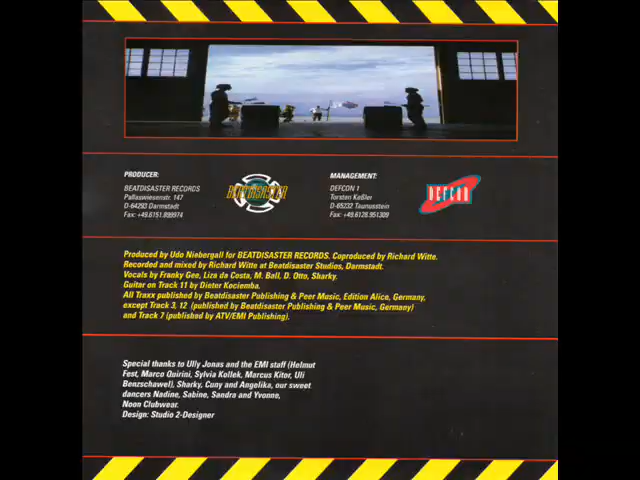 PRODUCER:
BEATDISASTER RECORDS
Pallaswiesenstr. 147
D-64293 Darmstadt
Fax: +49.6151.899974
BEATDISASTER
MANAGEMENT:
DEFCON 1
Torsten Keßler
D-65232 Taunusstein
Fax: +49.6128.951309
DEFCON
Produced by Udo Niebergall for BEATDISASTER RECORDS. Coproduced by Richard Witte.
Recorded and mixed by Richard Witte at Beatdisaster Studios, Darmstadt.
Vocals by Franky Gee, Liza da Costa, M. Ball, D. Otto, Sharky.
Guitar on Track 11 by Dieter Kociemba.
All Traxx published by Beatdisaster Publishing & Peer Music, Edition Alice, Germany,
except Track 3, 12 (published by Beatdisaster Publishing & Peer Music, Germany)
and Track 7 (published by ATV/EMI Publishing).
Special thanks to Ully Jonas and the EMI staff (Helmut
Fest, Marco Quirini, Sylvia Kollek, Marcus Kitor, Uli
Benzschawel), Sharky, Cuny and Angelika, our sweet
dancers Nadine, Sabine, Sandra and Yvonne,
Noon Clubwear.
Design: Studio 2-Designer